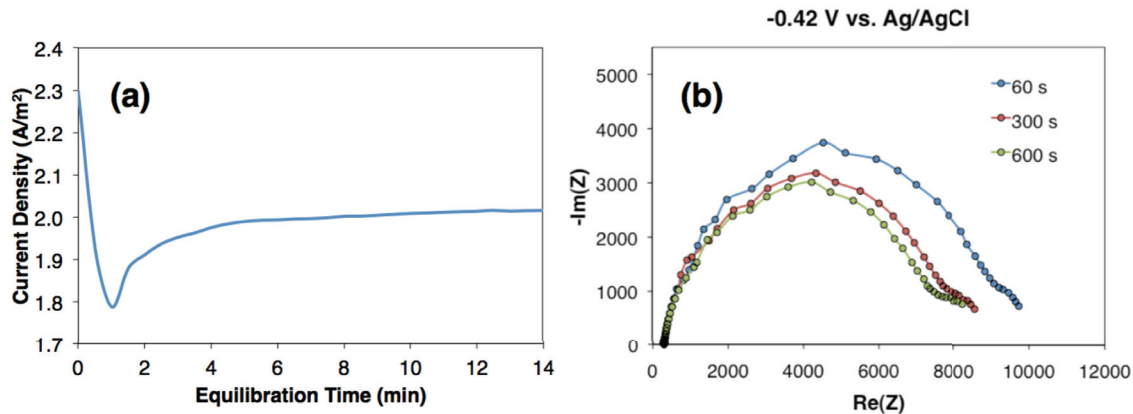 -0.42 V vs. Ag/AgCl
(a)
Current Density (A/m²)
2.4
2.3
2.2
2.1
2.0
1.9
1.8
1.7
0 2 4 6 8 10 12 14
Equilibration Time (min)
(b)
60 s
300 s
600 s
-Im(Z)
5000
4000
3000
2000
1000
0
0 2000 4000 6000 8000 10000 12000
Re(Z)